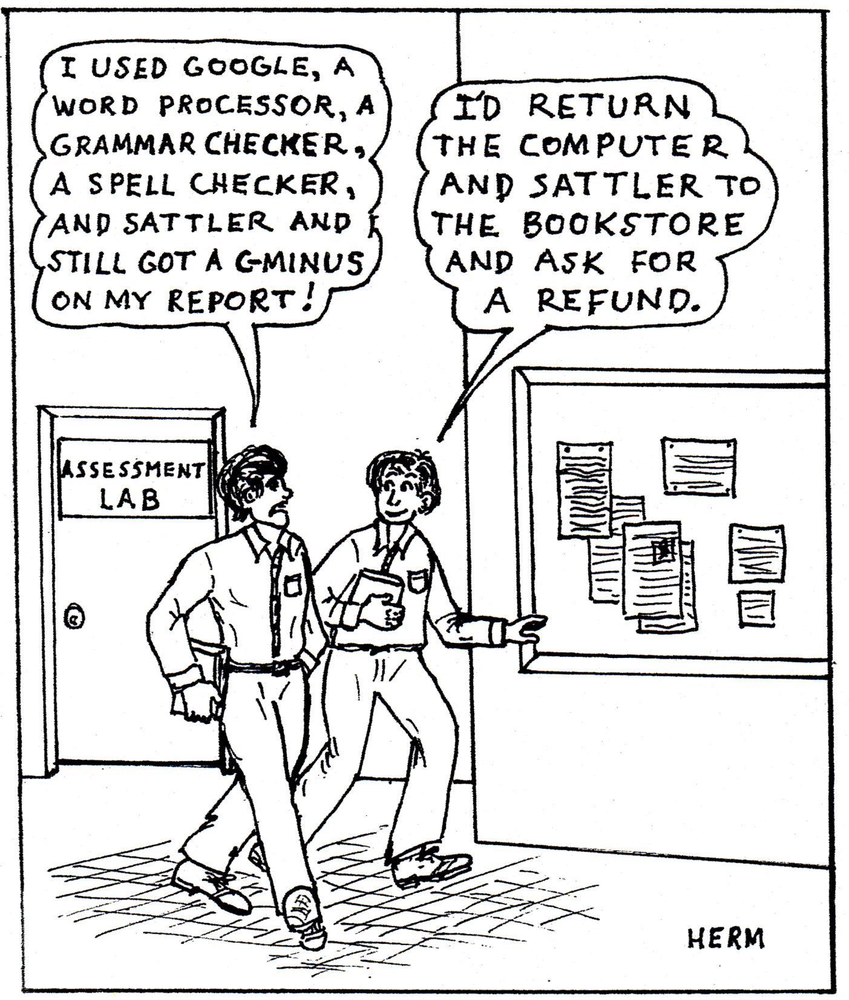 I USED GOOGLE, A
WORD PROCESSOR, A
GRAMMAR CHECKER,
A SPELL CHECKER,
AND SATTLER AND I
STILL GOT A C-MINUS
ON MY REPORT!
I'D RETURN
THE COMPUTER
AND SATTLER TO
THE BOOKSTORE
AND ASK FOR
A REFUND.
ASSESSMENT
LAB
HERM